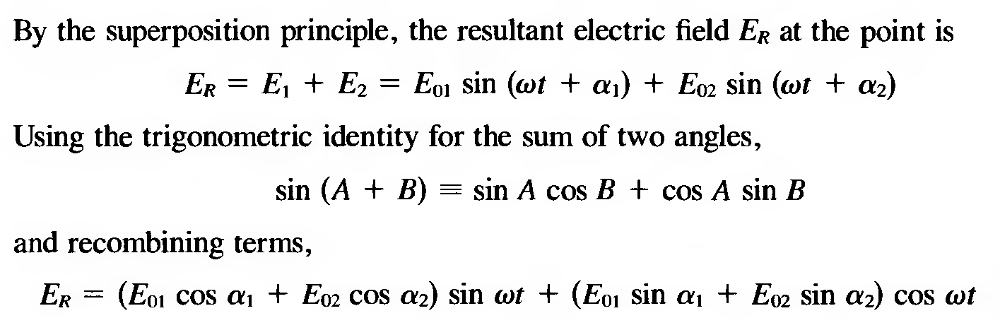 By the superposition principle, the resultant electric field E_R at the point is
E_R = E_1 + E_2 = E_01 sin (ωt + α_1) + E_02 sin (ωt + α_2)
Using the trigonometric identity for the sum of two angles,
sin (A + B) ≡ sin A cos B + cos A sin B
and recombining terms,
E_R = (E_01 cos α_1 + E_02 cos α_2) sin ωt + (E_01 sin α_1 + E_02 sin α_2) cos ωt